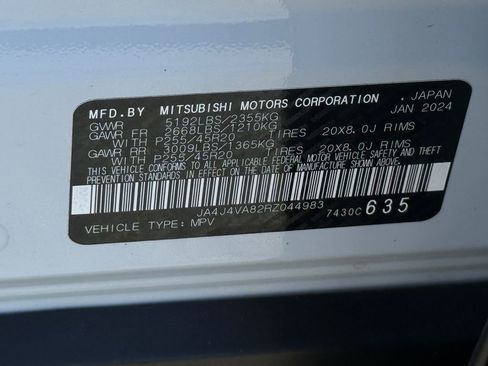 MFD.BY MITSUBISHI MOTORS CORPORATION . JAPAN
GWWR 5192LBS/2355KG JAN 2024
GAWR FR 2668LBS/1210KG TIRES 20X8.0J RIMS
WITH P255/45R20
GAWR RR 3009LBS/1365KG TIRES 20X8.0J RIMS
WITH P255/45R20
THIS VEHICLE CONFORMS TO ALL APPLICABLE FEDERAL MOTOR VEHICLE SAFETY AND THEFT
PREVENTION STANDARDS IN EFFECT ON THE DATE OF MANUFACTURE SHOWN ABOVE.
JA4J4VA82RZ044983
VEHICLE TYPE: MPV 7430C 635